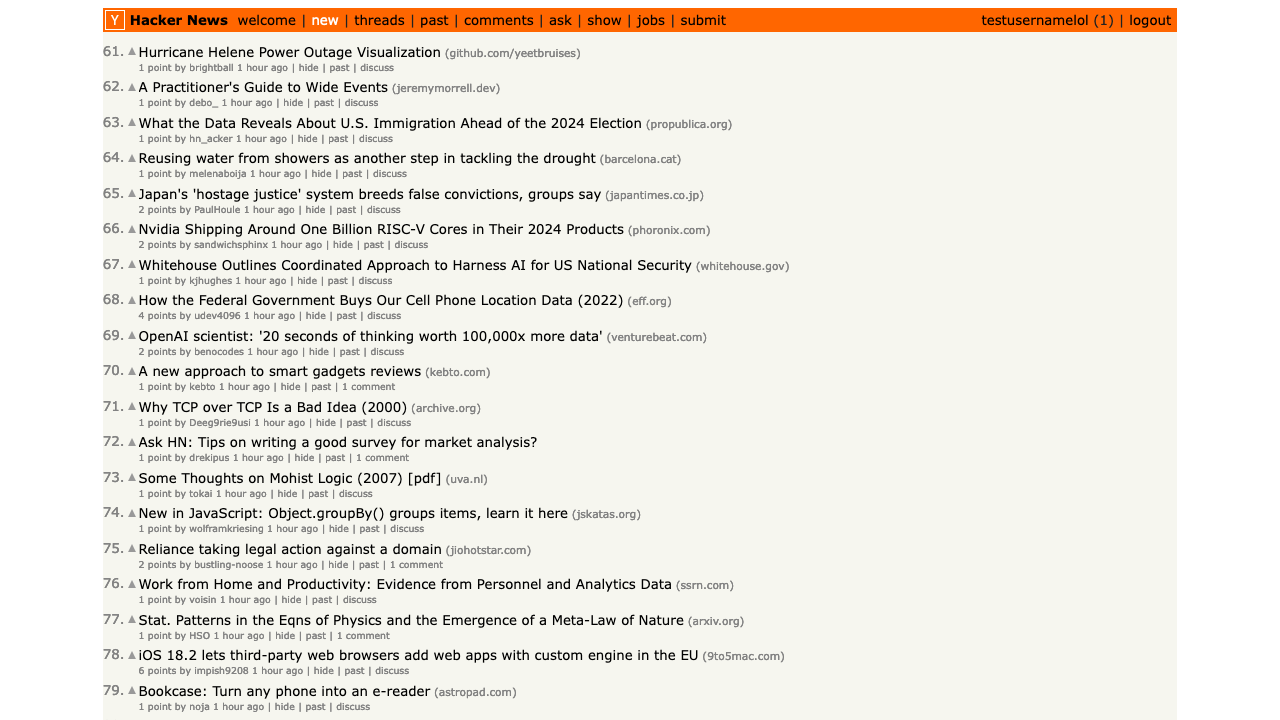 Y Hacker News welcome | new | threads | past | comments | ask | show | jobs | submit testusernamelol (1) | logout
61. Hurricane Helene Power Outage Visualization (github.com/yeetbruises)
1 point by brightball 1 hour ago | hide | past | discuss
62. A Practitioner's Guide to Wide Events (jeremymorrell.dev)
1 point by debo_ 1 hour ago | hide | past | discuss
63. What the Data Reveals About U.S. Immigration Ahead of the 2024 Election (propublica.org)
1 point by hn_acker 1 hour ago | hide | past | discuss
64. Reusing water from showers as another step in tackling the drought (barcelona.cat)
1 point by melenaboija 1 hour ago | hide | past | discuss
65. Japan's 'hostage justice' system breeds false convictions, groups say (japantimes.co.jp)
2 points by PaulHoule 1 hour ago | hide | past | discuss
66. Nvidia Shipping Around One Billion RISC-V Cores in Their 2024 Products (phoronix.com)
2 points by sandwichsphinx 1 hour ago | hide | past | discuss
67. Whitehouse Outlines Coordinated Approach to Harness AI for US National Security (whitehouse.gov)
1 point by kjhughes 1 hour ago | hide | past | discuss
68. How the Federal Government Buys Our Cell Phone Location Data (2022) (eff.org)
4 points by udev4096 1 hour ago | hide | past | discuss
69. OpenAI scientist: '20 seconds of thinking worth 100,000x more data' (venturebeat.com)
2 points by benocodes 1 hour ago | hide | past | discuss
70. A new approach to smart gadgets reviews (kebto.com)
1 point by kebto 1 hour ago | hide | past | 1 comment
71. Why TCP over TCP Is a Bad Idea (2000) (archive.org)
1 point by Deeg9rie9usi 1 hour ago | hide | past | discuss
72. Ask HN: Tips on writing a good survey for market analysis?
1 point by drekipus 1 hour ago | hide | past | 1 comment
73. Some Thoughts on Mohist Logic (2007) [pdf] (uva.nl)
1 point by tokai 1 hour ago | hide | past | discuss
74. New in JavaScript: Object.groupBy() groups items, learn it here (jskatas.org)
1 point by wolframkriesing 1 hour ago | hide | past | discuss
75. Reliance taking legal action against a domain (jiohotstar.com)
2 points by bustling-noose 1 hour ago | hide | past | 1 comment
76. Work from Home and Productivity: Evidence from Personnel and Analytics Data (ssrn.com)
1 point by voisin 1 hour ago | hide | past | discuss
77. Stat. Patterns in the Eqns of Physics and the Emergence of a Meta-Law of Nature (arxiv.org)
1 point by HSO 1 hour ago | hide | past | 1 comment
78. iOS 18.2 lets third-party web browsers add web apps with custom engine in the EU (9to5mac.com)
6 points by impish9208 1 hour ago | hide | past | discuss
79. Bookcase: Turn any phone into an e-reader (astropad.com)
1 point by noja 1 hour ago | hide | past | discuss